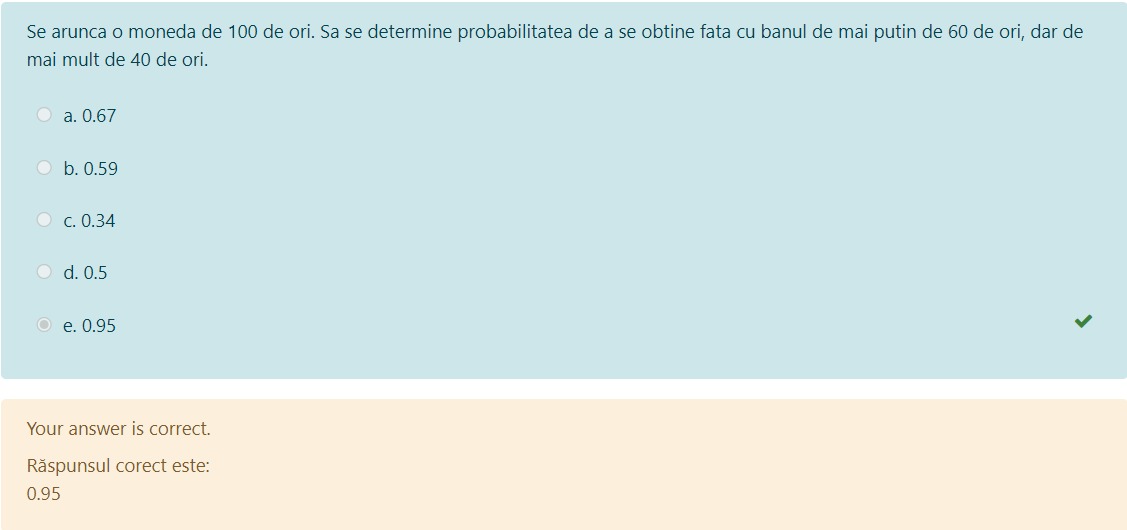 Se arunca o moneda de 100 de ori. Sa se determine probabilitatea de a se obtine fata cu banul de mai putin de 60 de ori, dar de
mai mult de 40 de ori.
a. 0.67
b. 0.59
c. 0.34
d. 0.5
e. 0.95
Your answer is correct.
Răspunsul corect este:
0.95